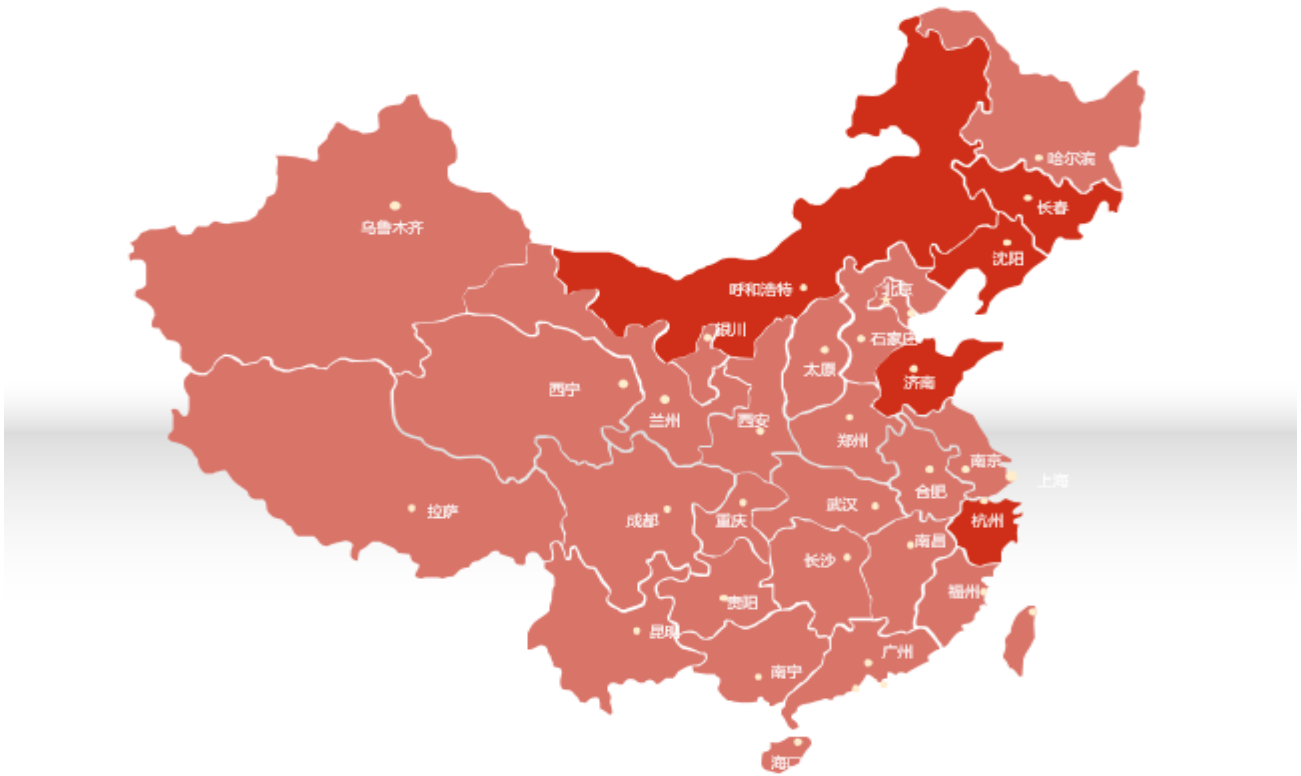 哈尔滨
长春
乌鲁木齐
沈阳
呼和浩特
北京
银川
石家庄
太原
济南
西宁
兰州
西安
郑州
南京
上海
合肥
拉萨
武汉
成都
重庆
杭州
南昌
长沙
福州
贵阳
昆明
广州
南宁
海口